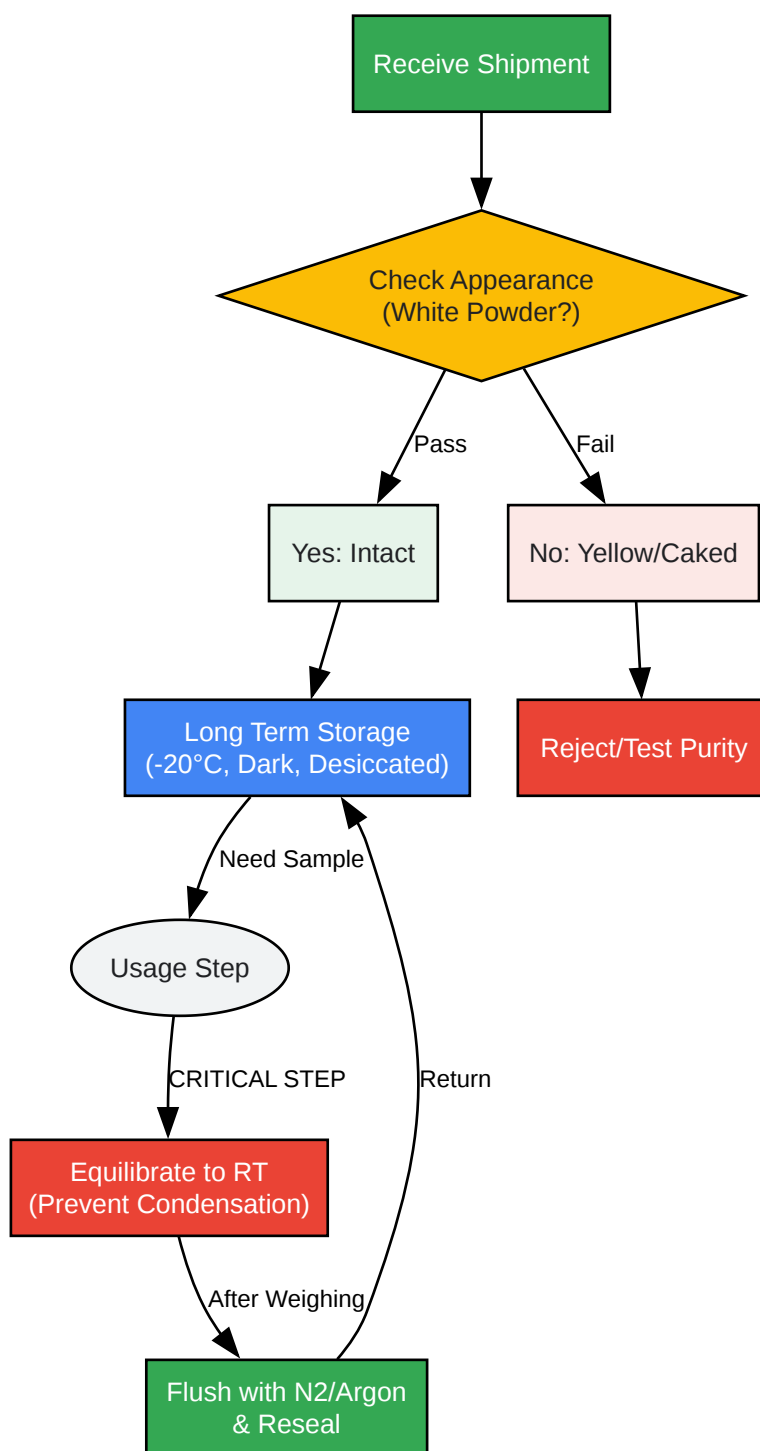 Receive Shipment
Check Appearance
(White Powder?)
Pass
Fail
Yes: Intact
No: Yellow/Caked
Long Term Storage
(-20°C, Dark, Desiccated)
Reject/Test Purity
Need Sample
Usage Step
CRITICAL STEP
Return
Equilibrate to RT
(Prevent Condensation)
After Weighing
Flush with N2/Argon
& Reseal